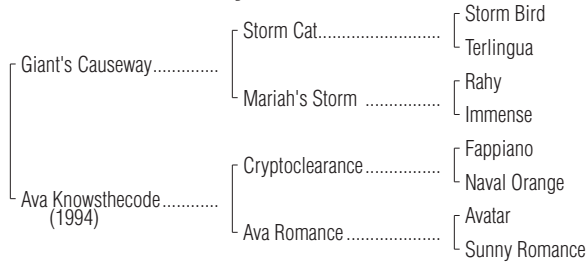 Storm Bird
Storm Cat..............................
Terlingua
Giant's Causeway..............
Rahy
Mariah's Storm .................
Immense
Fappiano
Cryptoclearance.................
Naval Orange
Ava Knowsthecode............
(1994)
Avatar
Ava Romance.....................
Sunny Romance